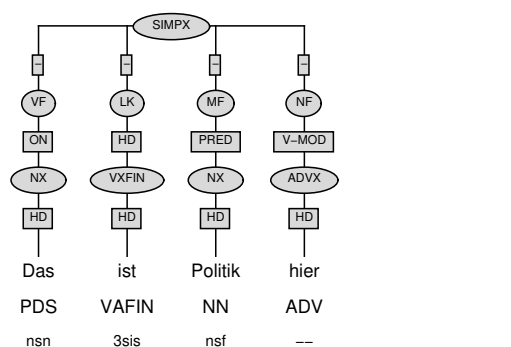 SIMPX
– – – –
VF LK MF NF
ON HD PRED V−MOD
NX VXFIN NX ADVX
HD HD HD HD
Das ist Politik hier
PDS VAFIN NN ADV
nsn 3sis nsf −−